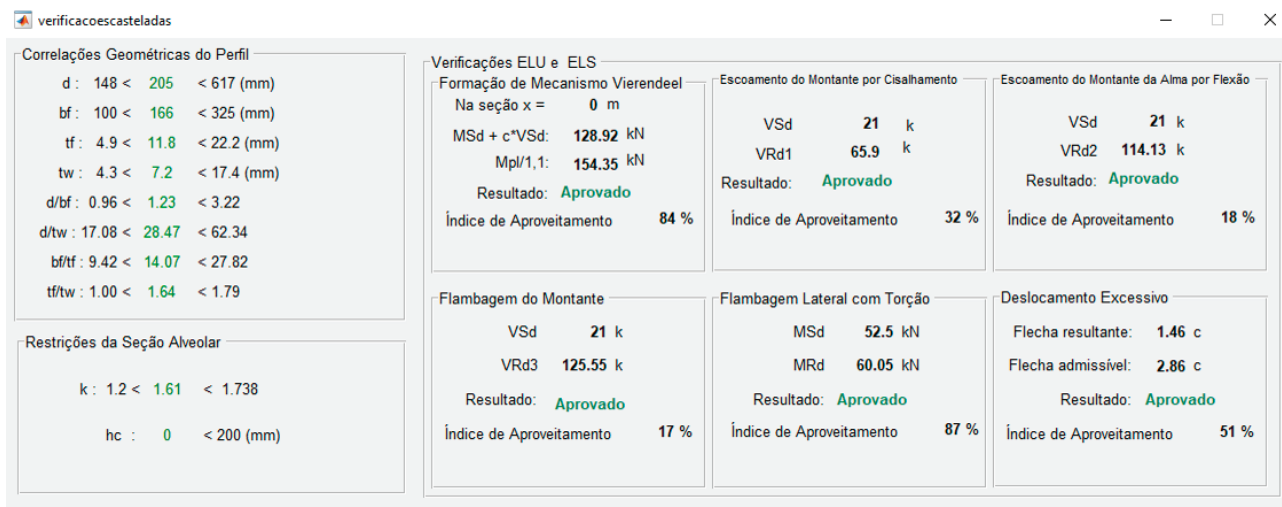 verificacoescasteladas
Correlações Geométricas do Perfil
d : 148 < 205 < 617 (mm)
bf : 100 < 166 < 325 (mm)
tf : 4.9 < 11.8 < 22.2 (mm)
tw : 4.3 < 7.2 < 17.4 (mm)
d/bf : 0.96 < 1.23 < 3.22
d/tw : 17.08 < 28.47 < 62.34
bf/tf : 9.42 < 14.07 < 27.82
tf/tw : 1.00 < 1.64 < 1.79
Restrições da Seção Alveolar
k : 1.2 < 1.61 < 1.738
hc : 0 < 200 (mm)
Verificações ELU e ELS
Formação de Mecanismo Vierendeel
Na seção x = 0 m
MSd + c*VSd: 128.92 kN
Mpl/1,1: 154.35 kN
Resultado: Aprovado
Índice de Aproveitamento 84 %
Escoamento do Montante por Cisalhamento
VSd 21 k
VRd1 65.9 k
Resultado: Aprovado
Índice de Aproveitamento 32 %
Escoamento do Montante da Alma por Flexão
VSd 21 k
VRd2 114.13 k
Resultado: Aprovado
Índice de Aproveitamento 18 %
Flambagem do Montante
VSd 21 k
VRd3 125.55 k
Resultado: Aprovado
Índice de Aproveitamento 17 %
Flambagem Lateral com Torção
MSd 52.5 kN
MRd 60.05 kN
Resultado: Aprovado
Índice de Aproveitamento 87 %
Deslocamento Excessivo
Flecha resultante: 1.46 c
Flecha admissível: 2.86 c
Resultado: Aprovado
Índice de Aproveitamento 51 %